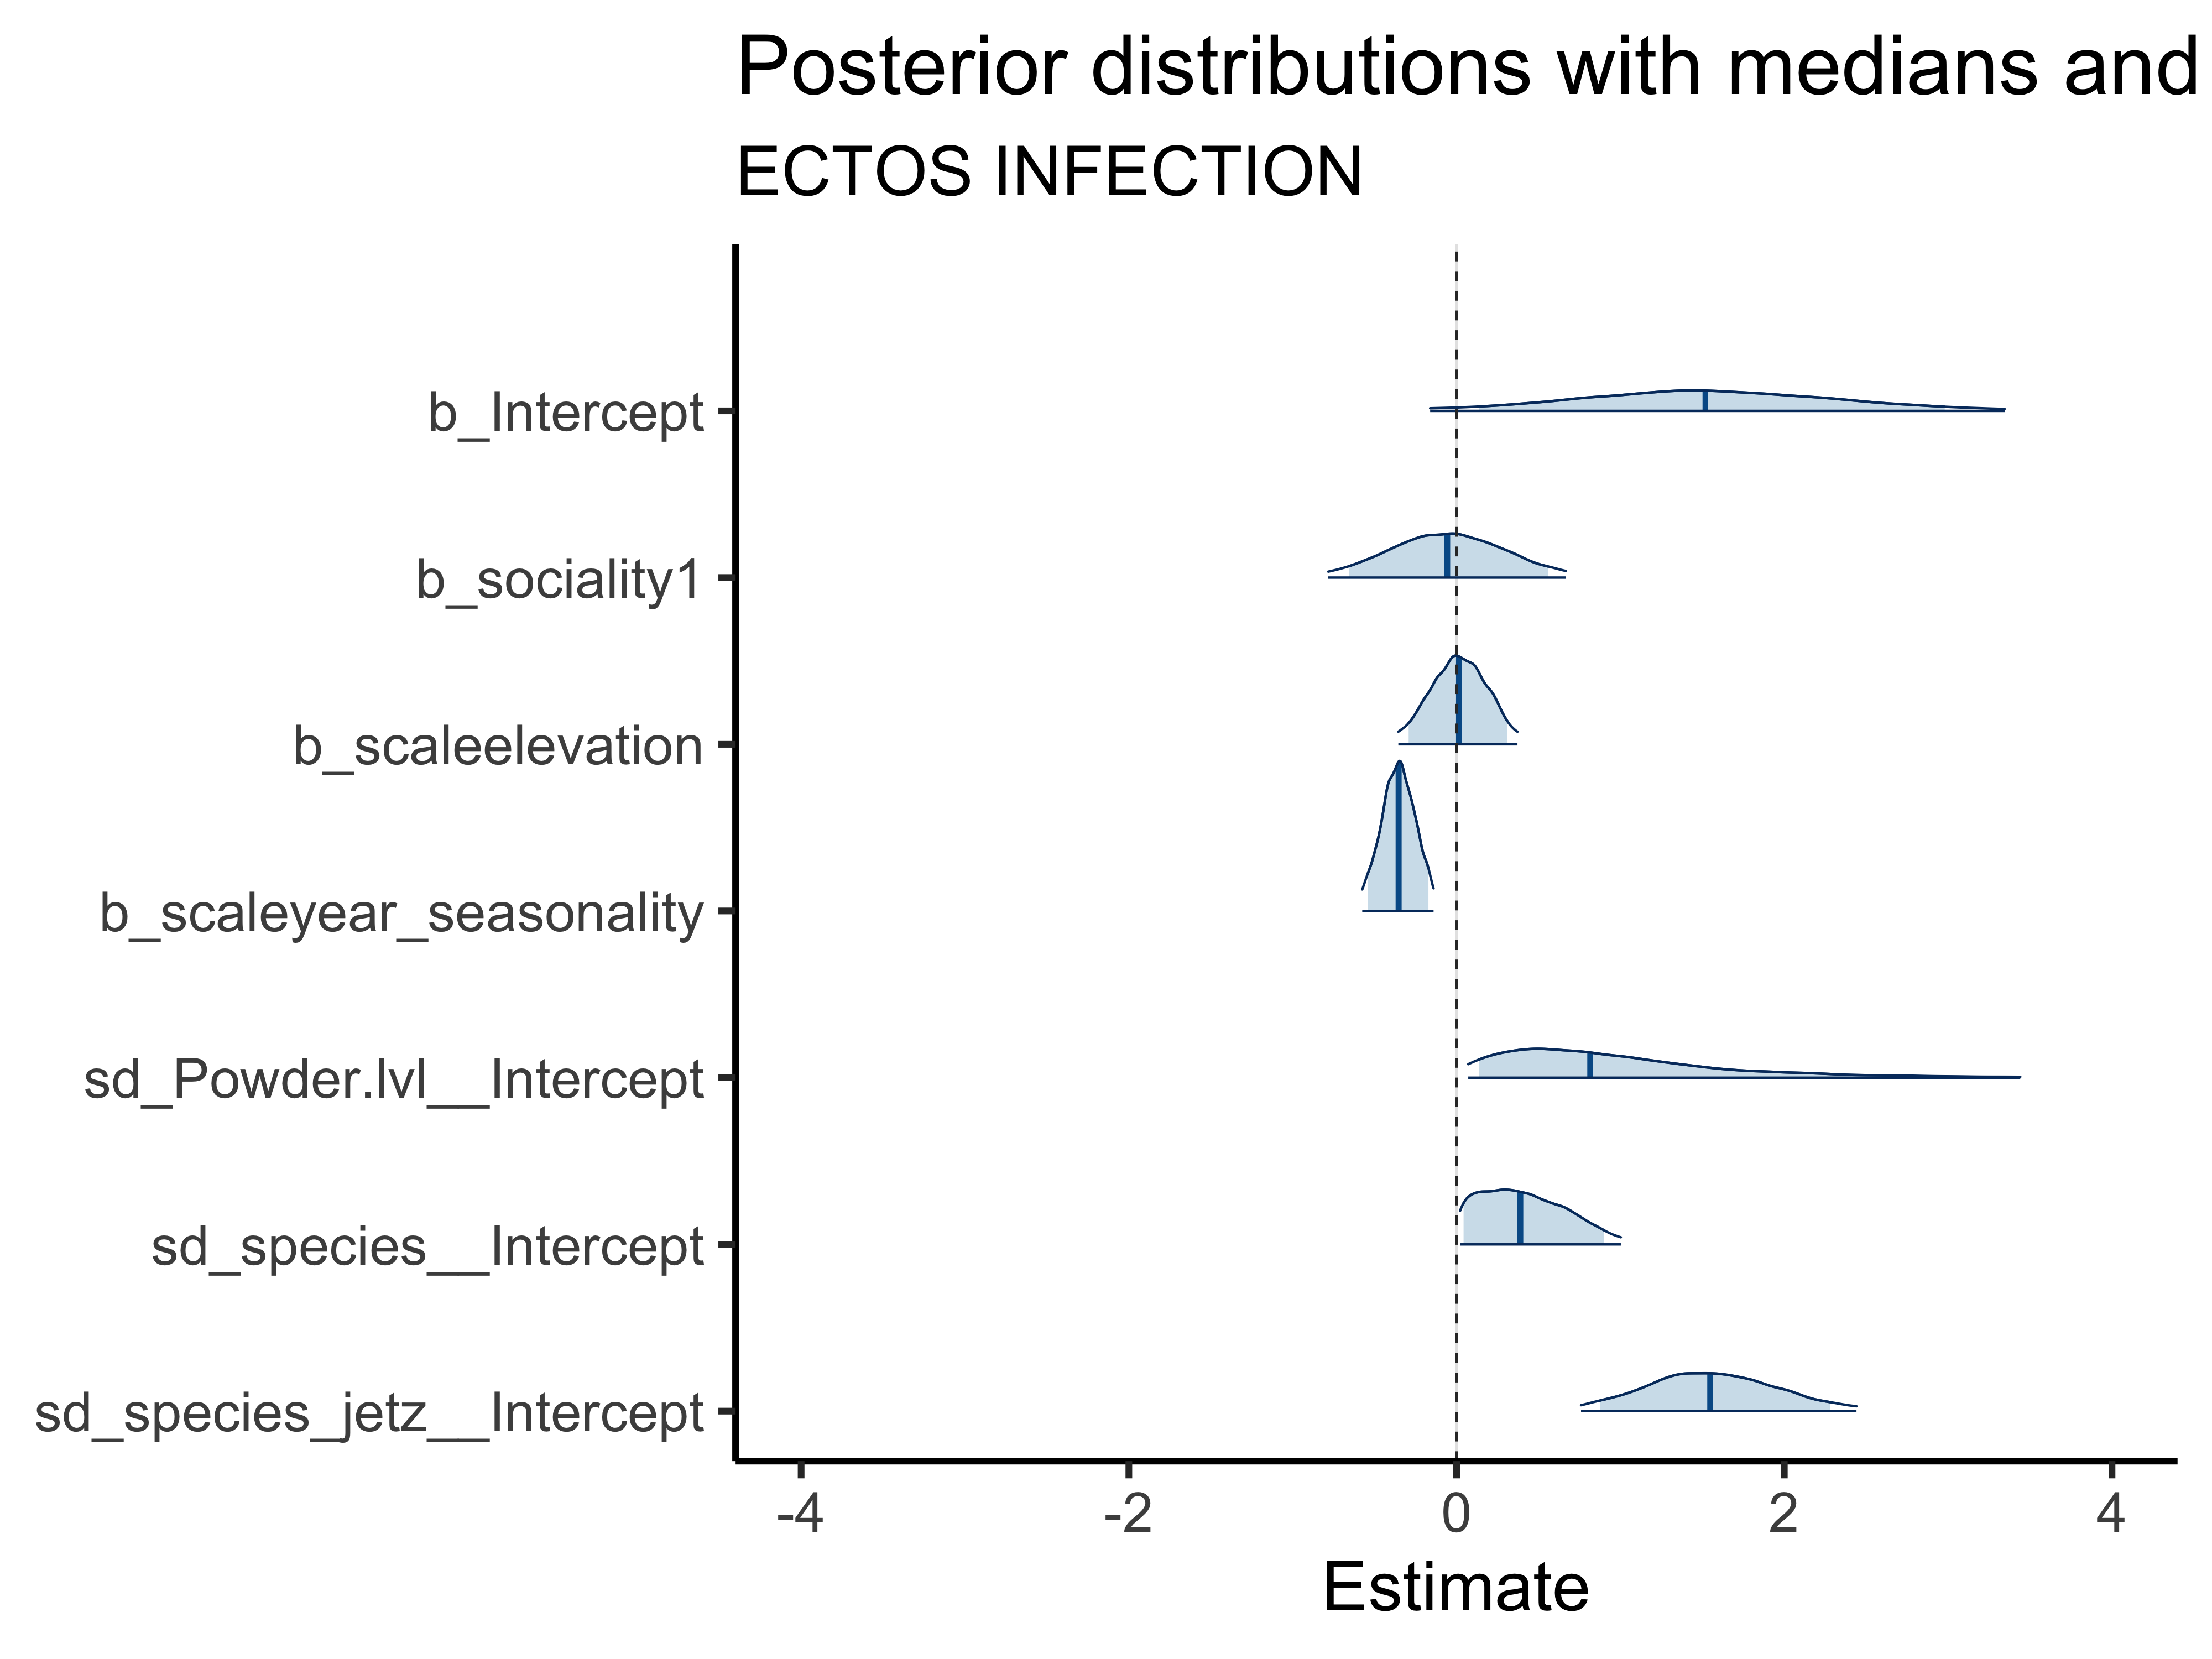 Posterior distributions with medians and
ECTOS INFECTION
b_Intercept
b_sociality1
b_scaleelevation
b_scaleyear_seasonality
sd_Powder.lvl__Intercept
sd_species__Intercept
sd_species_jetz__Intercept
-4 -2 0 2 4
Estimate